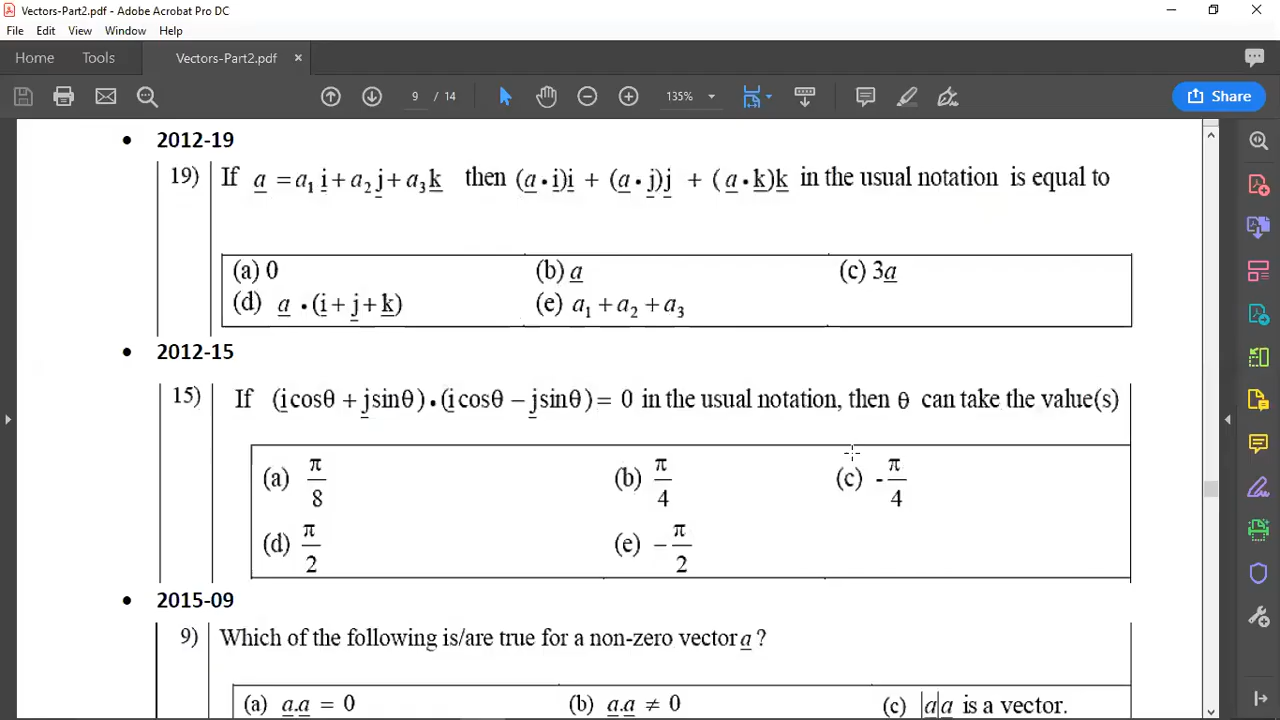 Vectors-Part2.pdf - Adobe Acrobat Pro DC
File Edit View Window Help
Home Tools Vectors-Part2.pdf ×
9 / 14 135% Share
• 2012-19
19) If a = a₁ i + a₂ j + a₃ k then (a · i)i + (a · j)j + (a · k)k in the usual notation is equal to
(a) 0 (b) a (c) 3a
(d) a · (i + j + k) (e) a₁ + a₂ + a₃
• 2012-15
15) If (i cosθ + j sinθ) · (i cosθ − j sinθ) = 0 in the usual notation, then θ can take the value(s)
(a) π/8 (b) π/4 (c) -π/4
(d) π/2 (e) −π/2
• 2015-09
9) Which of the following is/are true for a non-zero vector a ?
(a) a.a = 0 (b) a.a ≠ 0 (c) |a|a is a vector.